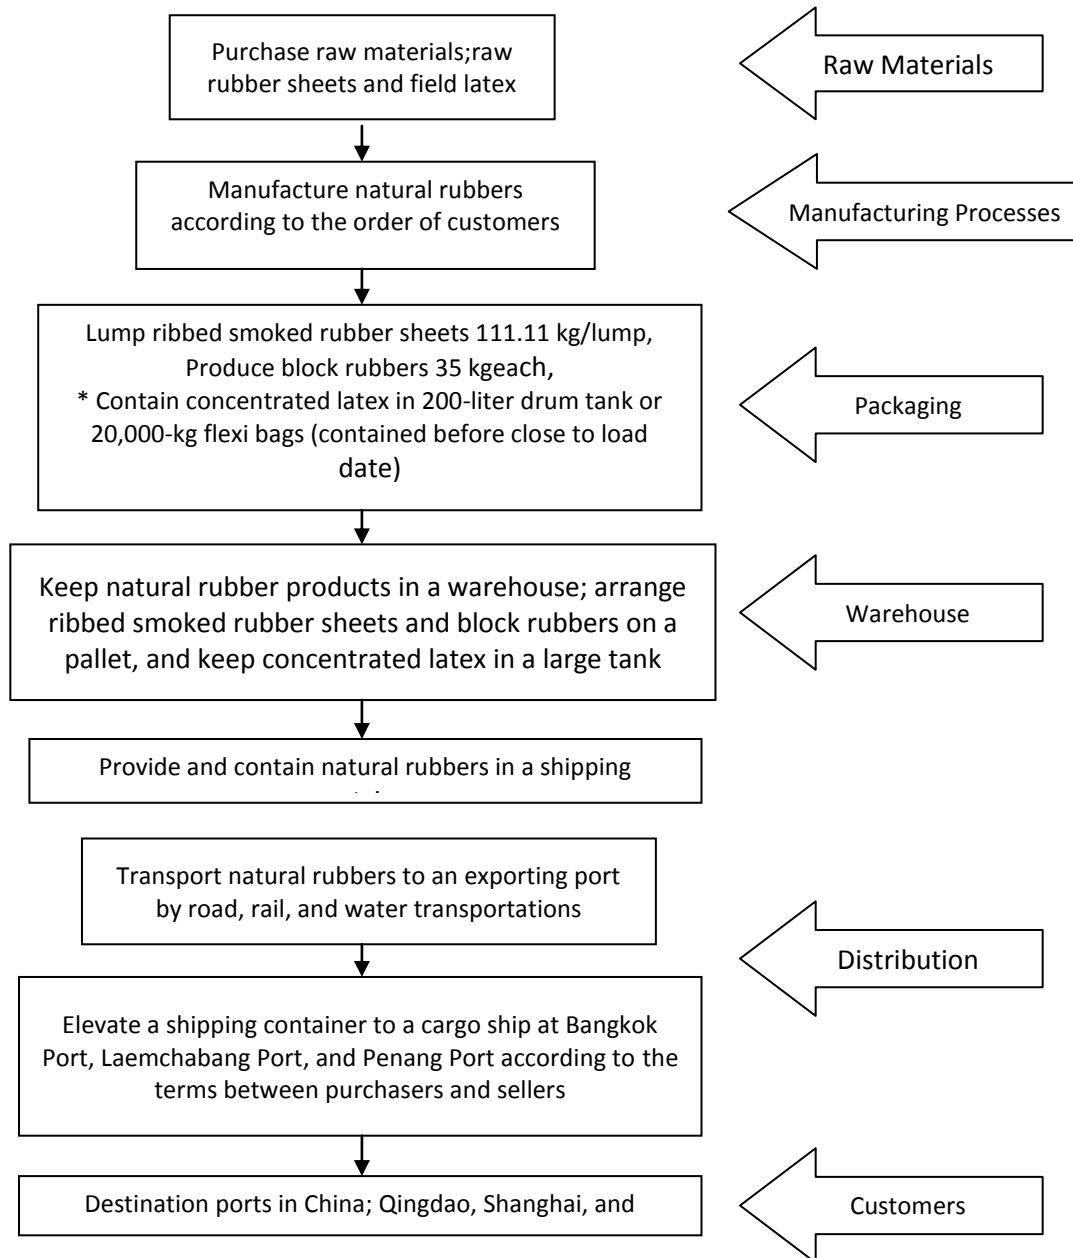 Purchase raw materials;raw
rubber sheets and field latex
Raw Materials
Manufacture natural rubbers
according to the order of customers
Manufacturing Processes
Lump ribbed smoked rubber sheets 111.11 kg/lump,
Produce block rubbers 35 kgeach,
* Contain concentrated latex in 200-liter drum tank or
20,000-kg flexi bags (contained before close to load
date)
Packaging
Keep natural rubber products in a warehouse; arrange
ribbed smoked rubber sheets and block rubbers on a
pallet, and keep concentrated latex in a large tank
Warehouse
Provide and contain natural rubbers in a shipping
Transport natural rubbers to an exporting port
by road, rail, and water transportations
Distribution
Elevate a shipping container to a cargo ship at Bangkok
Port, Laemchabang Port, and Penang Port according to the
terms between purchasers and sellers
Destination ports in China; Qingdao, Shanghai, and
Customers